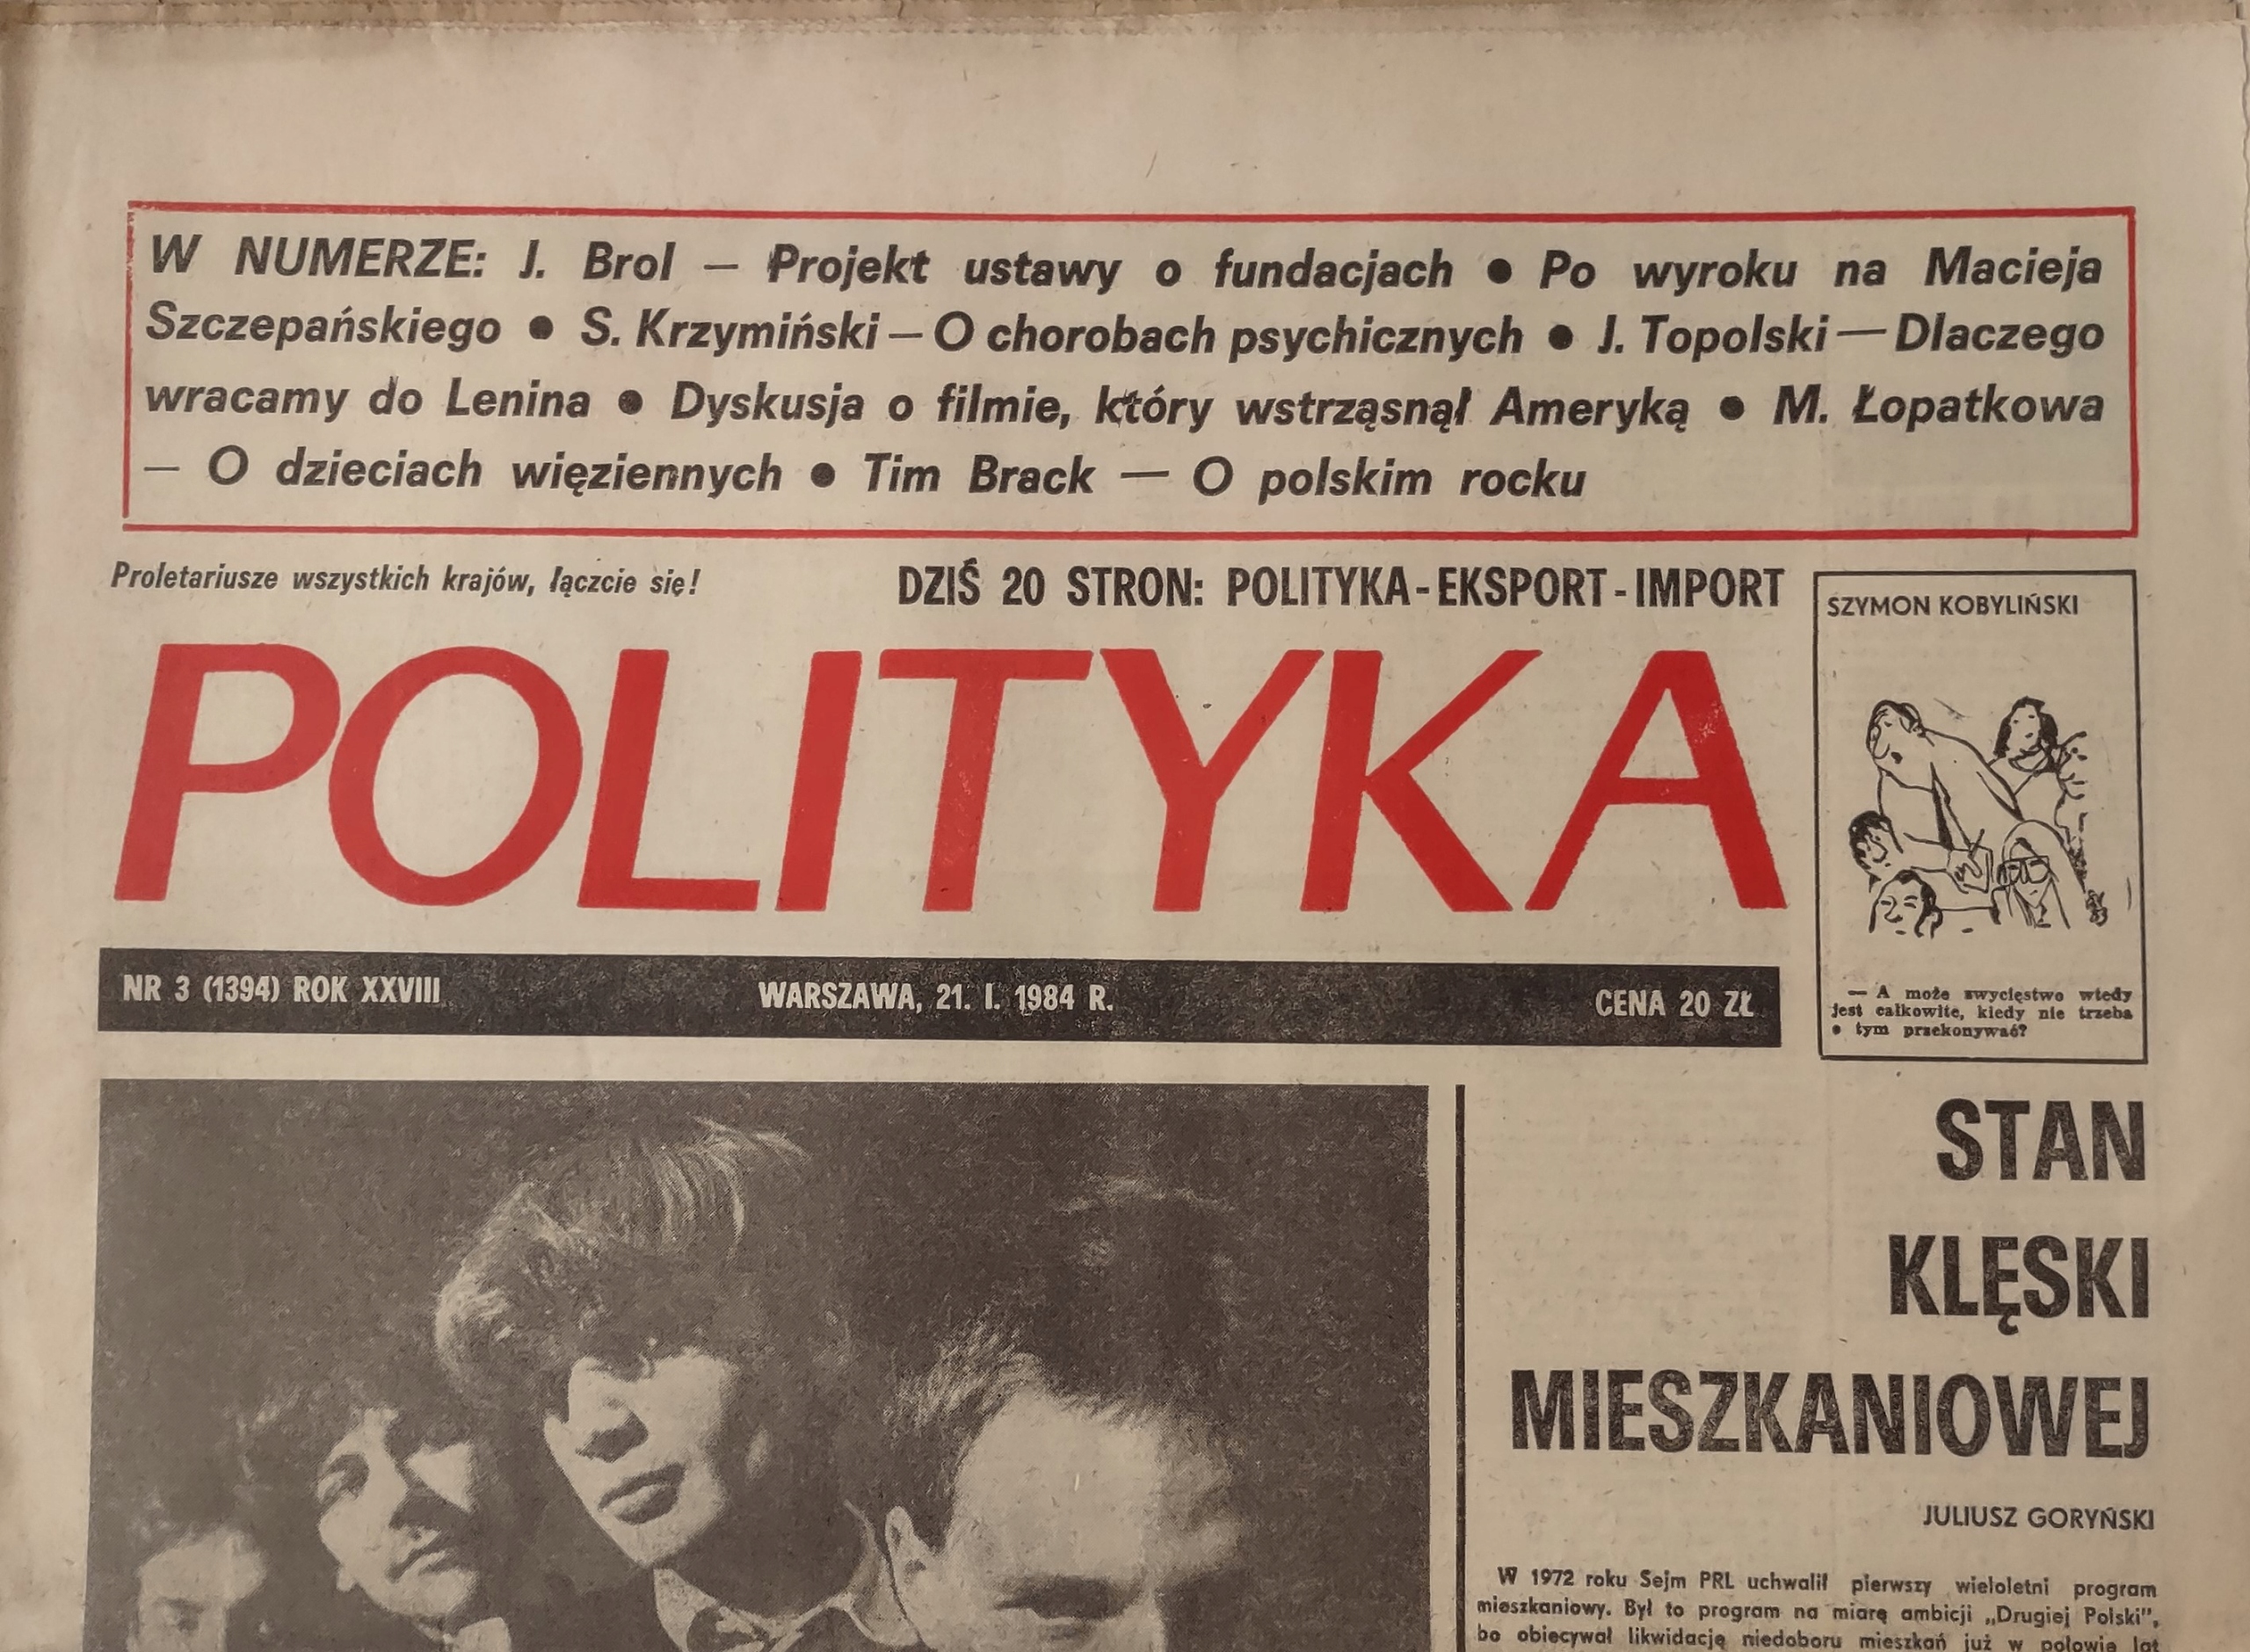 W NUMERZE: J. Brol — Projekt ustawy o fundacjach ● Po wyroku na Macieja
Szczepańskiego ● S. Krzymiński — O chorobach psychicznych ● J. Topolski — Dlaczego
wracamy do Lenina ● Dyskusja o filmie, który wstrząsnął Ameryką ● M. Łopatkowa
— O dzieciach więziennych ● Tim Brack — O polskim rocku
Proletariusze wszystkich krajów, łączcie się!
DZIŚ 20 STRON: POLITYKA-EKSPORT-IMPORT
POLITYKA
SZYMON KOBYLIŃSKI
— A może zwycięstwo wtedy
jest całkowite, kiedy nie trzeba
o tym przekonywać?
NR 3 (1394) ROK XXVIII
WARSZAWA, 21. I. 1984 R.
CENA 20 ZŁ
STAN
KLĘSKI
MIESZKANIOWEJ
JULIUSZ GORYŃSKI
W 1972 roku Sejm PRL uchwalił pierwszy wieloletni program
mieszkaniowy. Był to program na miarę ambicji „Drugiej Polski",
bo obiecywał likwidację niedoboru mieszkań już w połowie lat